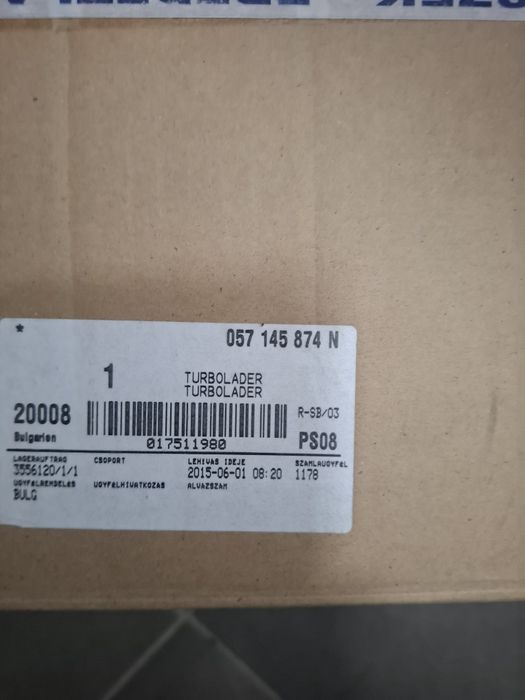 *
057 145 874 N
1
TURBOLADER
TURBOLADER
20008
R-SB/03
Bulgarien
017511980
PS08
LAGERAUFTRAG CSOPORT LEHIVAS IDEJE SZAMLAUGYFEL
3556120/1/1 2015-06-01 08:20 1178
UGYFELRENDELES UGYFELHIVATKOZAS ALVAZSZAM
BULG